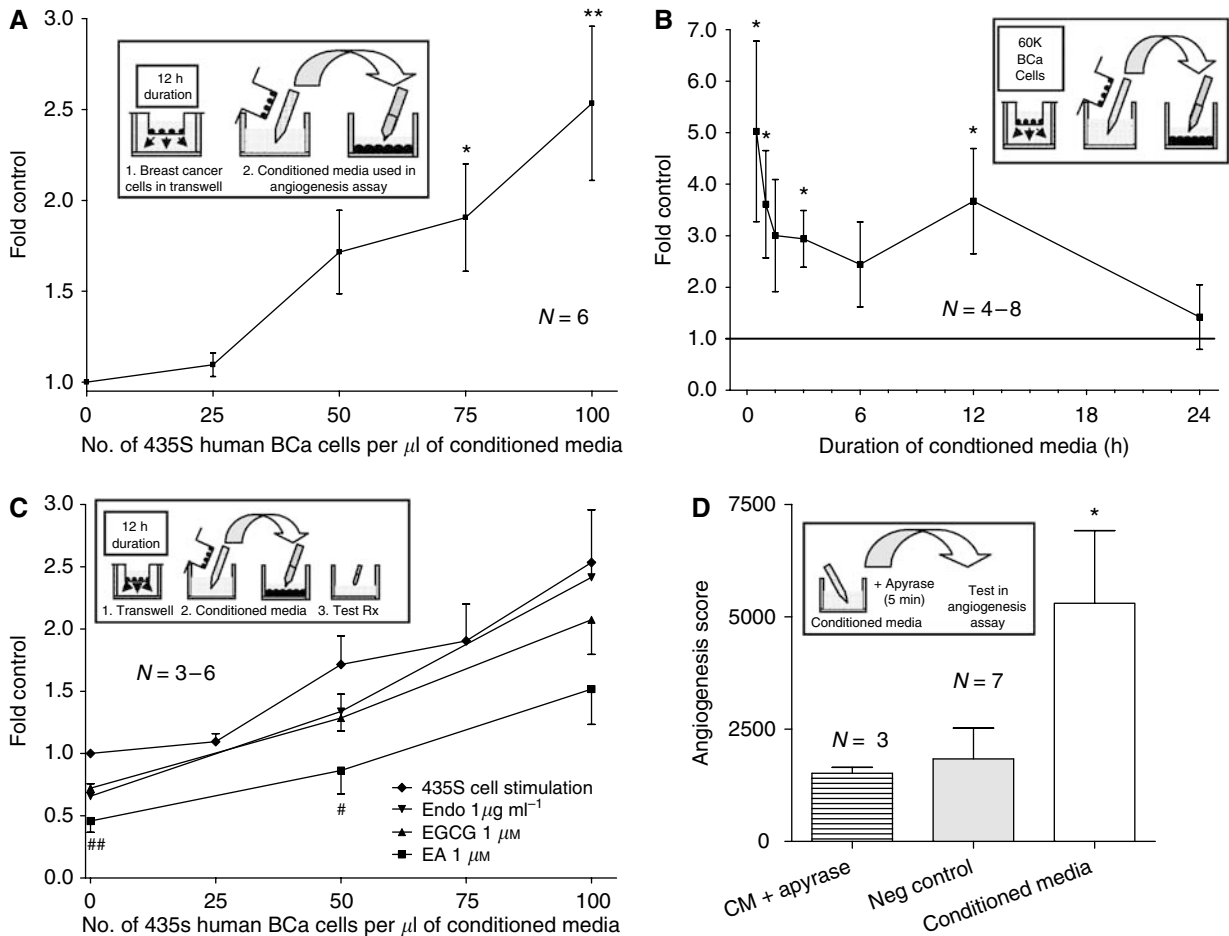 A
3.0
2.5
2.0
1.5
1.0
Fold control
12 h
duration
1. Breast cancer
cells in transwell
2. Conditioned media used in
angiogenesis assay
*
**
N = 6
0 25 50 75 100
No. of 435S human BCa cells per μl of conditioned media
B
7.0
6.0
5.0
4.0
3.0
2.0
1.0
0.0
Fold control
* * * *
60K
BCa
Cells
N = 4–8
0 6 12 18 24
Duration of condtioned media (h)
C
3.0
2.5
2.0
1.5
1.0
0.5
0.0
Fold control
12 h
duration
1. Transwell 2. Conditioned media 3. Test Rx
N = 3–6
##
#
435S cell stimulation
Endo 1μg ml⁻¹
EGCG 1 μM
EA 1 μM
0 25 50 75 100
No. of 435s human BCa cells per μl of conditioned media
D
7500
5000
2500
0
Angiogenesis score
+ Apyrase
(5 min)
Conditioned media
Test in
angiogenesis
assay
*
N = 7
N = 3
CM + apyrase
Neg control
Conditioned media